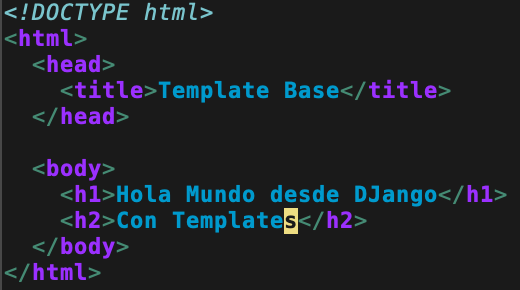 <!DOCTYPE html>
<html>
  <head>
    <title>Template Base</title>
  </head>

  <body>
    <h1>Hola Mundo desde DJango</h1>
    <h2>Con Templates</h2>
  </body>
</html>